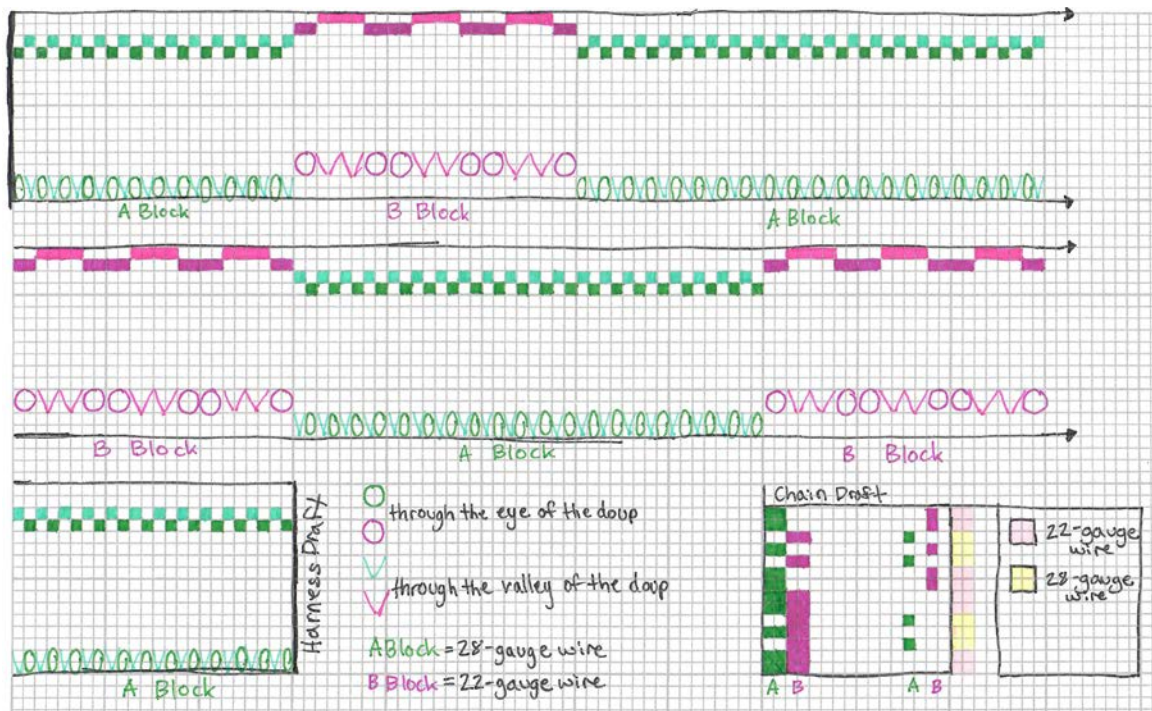 A Block
B Block
A Block
B Block
A Block
B Block
A Block
Harness Draft
through the eye of the doup
through the valley of the doup
A Block = 28-gauge wire
B Block = 22-gauge wire
Chain Draft
A B A B
22-gauge
wire
28-gauge
wire